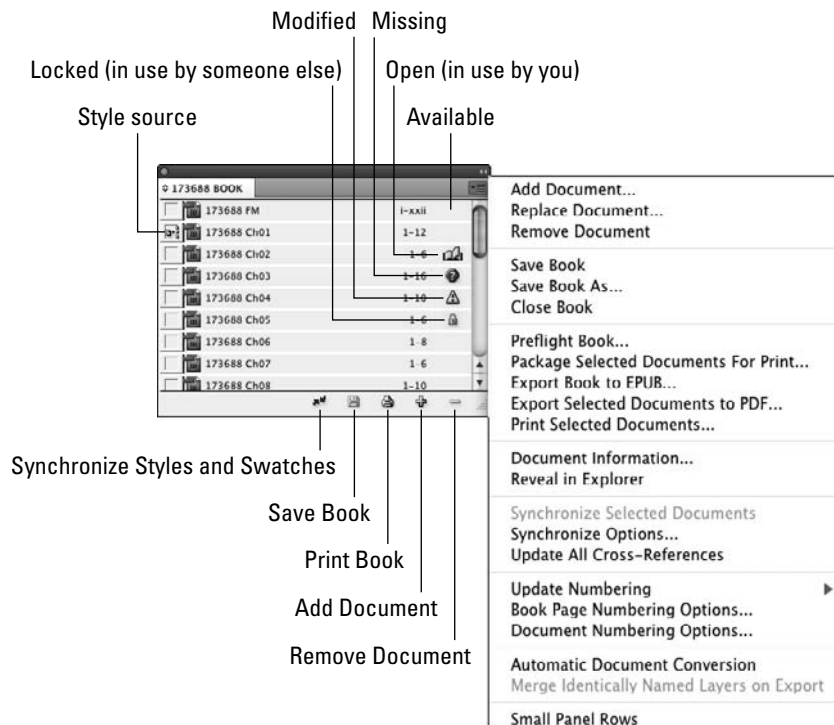 Modified Missing
Locked (in use by someone else) Open (in use by you)
Style source Available
173688 BOOK
173688 FM i-xxii
173688 Ch01 1-12
173688 Ch02 1-6
173688 Ch03 1-16
173688 Ch04 1-10
173688 Ch05 1-6
173688 Ch06 1-8
173688 Ch07 1-6
173688 Ch08 1-10
Synchronize Styles and Swatches
Save Book
Print Book
Add Document
Remove Document
Add Document...
Replace Document...
Remove Document
Save Book
Save Book As...
Close Book
Preflight Book...
Package Selected Documents For Print...
Export Book to EPUB...
Export Selected Documents to PDF...
Print Selected Documents...
Document Information...
Reveal in Explorer
Synchronize Selected Documents
Synchronize Options...
Update All Cross-References
Update Numbering
Book Page Numbering Options...
Document Numbering Options...
Automatic Document Conversion
Merge Identically Named Layers on Export
Small Panel Rows